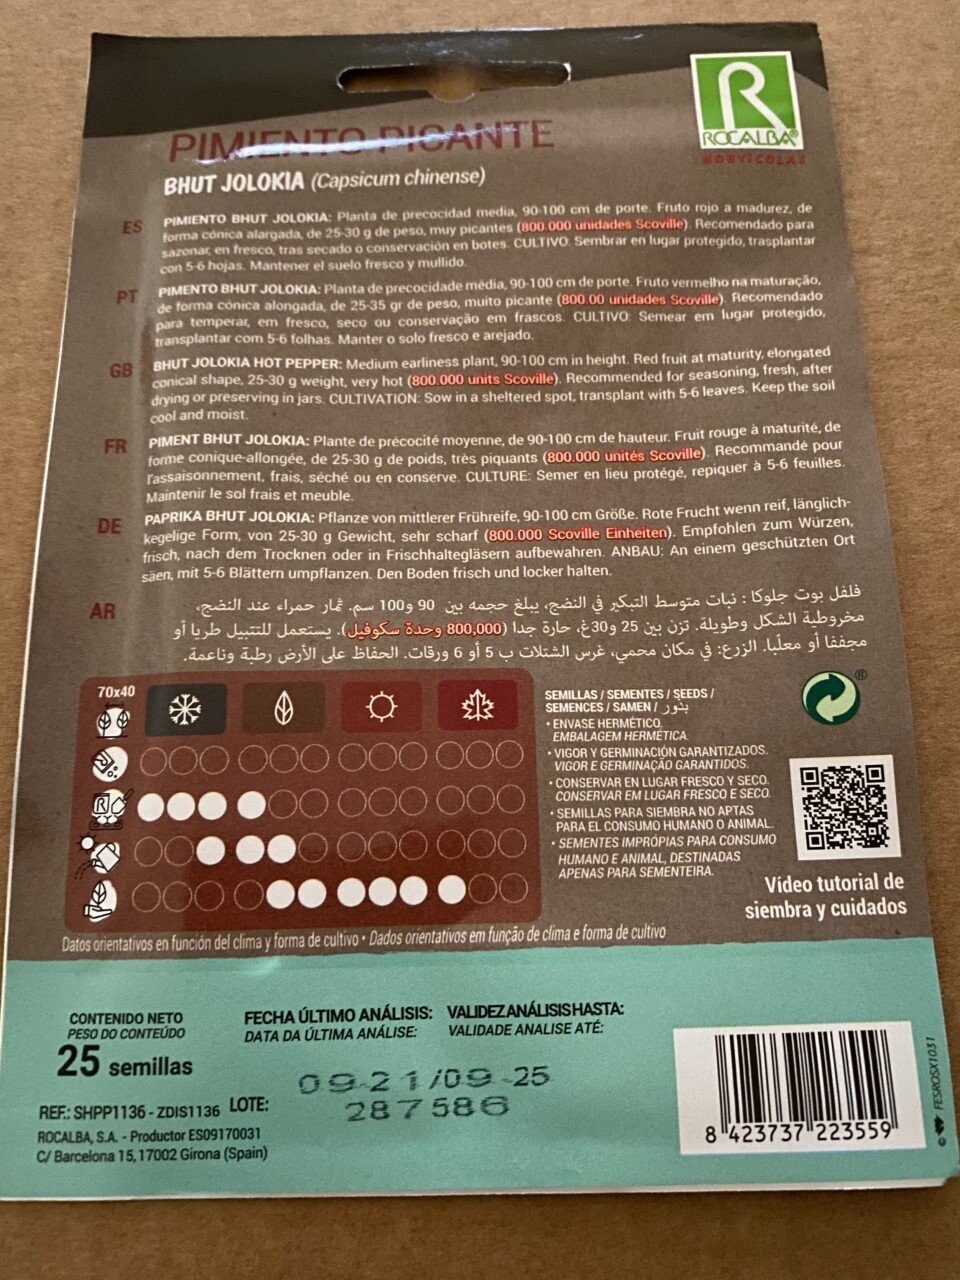 R
ROCALBA®
HORTÍCOLAS
PIMIENTO PICANTE
BHUT JOLOKIA (Capsicum chinense)
ES
PIMIENTO BHUT JOLOKIA: Planta de precocidad media, 90-100 cm de porte. Fruto rojo a madurez, de
forma cónica alargada, de 25-30 g de peso, muy picantes (800.000 unidades Scoville). Recomendado para
sazonar, en fresco, tras secado o conservación en botes. CULTIVO: Sembrar en lugar protegido, trasplantar
con 5-6 hojas. Mantener el suelo fresco y mullido.
PT
PIMENTO BHUT JOLOKIA: Planta de precocidade média, 90-100 cm de porte. Fruto vermelho na maturação,
de forma cónica alongada, de 25-35 gr de peso, muito picante (800.00 unidades Scoville). Recomendado
para temperar, em fresco, seco ou conservação em frascos. CULTIVO: Semear em lugar protegido,
transplantar com 5-6 folhas. Manter o solo fresco e arejado.
GB
BHUT JOLOKIA HOT PEPPER: Medium earliness plant, 90-100 cm in height. Red fruit at maturity, elongated
conical shape, 25-30 g weight, very hot (800.000 units Scoville). Recommended for seasoning, fresh, after
drying or preserving in jars. CULTIVATION: Sow in a sheltered spot, transplant with 5-6 leaves. Keep the soil
cool and moist.
FR
PIMENT BHUT JOLOKIA: Plante de précocité moyenne, de 90-100 cm de hauteur. Fruit rouge à maturité, de
forme conique-allongée, de 25-30 g de poids, très piquants (800.000 unités Scoville). Recommandé pour
l'assaisonnement, frais, séché ou en conserve. CULTURE: Semer en lieu protégé, repiquer à 5-6 feuilles.
Maintenir le sol frais et meuble.
DE
PAPRIKA BHUT JOLOKIA: Pflanze von mittlerer Frühreife, 90-100 cm Größe. Rote Frucht wenn reif, länglich-
kegelige Form, von 25-30 g Gewicht, sehr scharf (800.000 Scoville Einheiten). Empfohlen zum Würzen,
frisch, nach dem Trocknen oder in Frischhaltegläsern aufbewahren. ANBAU: An einem geschützten Ort
säen, mit 5-6 Blättern umpflanzen. Den Boden frisch und locker halten.
AR
فلفل بوت جلوكا : نبات متوسط التبكير في النضج، يبلغ حجمه بين 90 و100 سم. ثمار حمراء عند النضج،
مخروطية الشكل وطويلة. تزن بين 25 و30غ، حارة جدا (800,000 وحدة سكوفيل). يستعمل للتتبيل طريا أو
مجففا أو معلّبا. الزرع: في مكان محمي، غرس الشتلات ب 5 أو 6 ورقات. الحفاظ على الأرض رطبة وناعمة.
70x40
R
SEMILLAS / SEMENTES / SEEDS /
SEMENCES / SAMEN / بُذور
• ENVASE HERMÉTICO.
EMBALAGEM HERMÉTICA.
• VIGOR Y GERMINACIÓN GARANTIZADOS.
VIGOR E GERMINAÇÃO GARANTIDOS.
• CONSERVAR EN LUGAR FRESCO Y SECO.
CONSERVAR EM LUGAR FRESCO E SECO.
• SEMILLAS PARA SIEMBRA NO APTAS
PARA EL CONSUMO HUMANO O ANIMAL.
• SEMENTES IMPRÓPIAS PARA CONSUMO
HUMANO E ANIMAL, DESTINADAS
APENAS PARA SEMENTEIRA.
®
Vídeo tutorial de
siembra y cuidados
Datos orientativos en función del clima y forma de cultivo • Dados orientativos em função de clima e forma de cultivo
CONTENIDO NETO
PESO DO CONTEÚDO
25 semillas
FECHA ÚLTIMO ANÁLISIS:
DATA DA ÚLTIMA ANÁLISE:
VALIDEZ ANÁLISIS HASTA:
VALIDADE ANALISE ATÉ:
09-21/09-25
287586
REF.: SHPP1136 - ZDIS1136 LOTE:
ROCALBA, S.A. - Productor ES09170031
C/ Barcelona 15, 17002 Girona (Spain)
8 423737 223559
© FESROSX1031